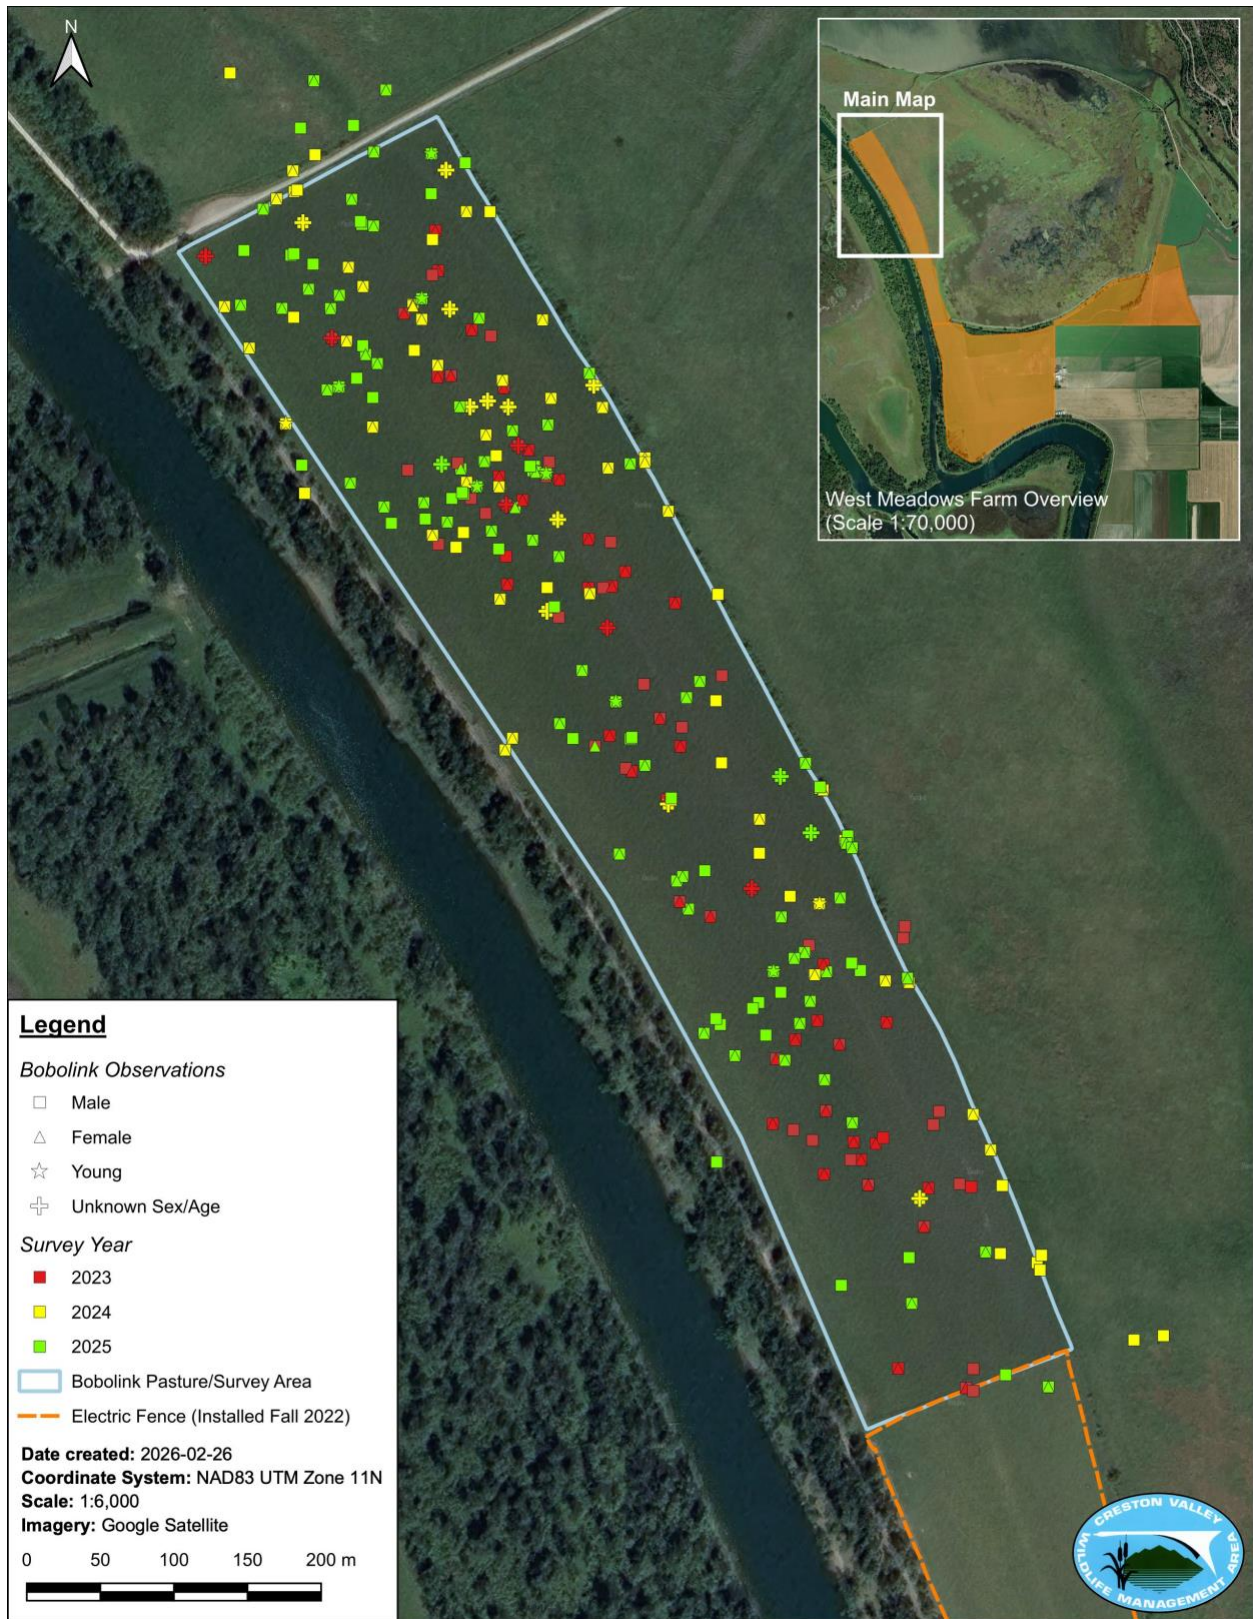 N
Main Map
West Meadows Farm Overview
(Scale 1:70,000)
Legend
Bobolink Observations
Male
Female
Young
Unknown Sex/Age
Survey Year
2023
2024
2025
Bobolink Pasture/Survey Area
Electric Fence (Installed Fall 2022)
Date created: 2026-02-26
Coordinate System: NAD83 UTM Zone 11N
Scale: 1:6,000
Imagery: Google Satellite
0 50 100 150 200 m
CRESTON VALLEY
WILDLIFE MANAGEMENT AREA